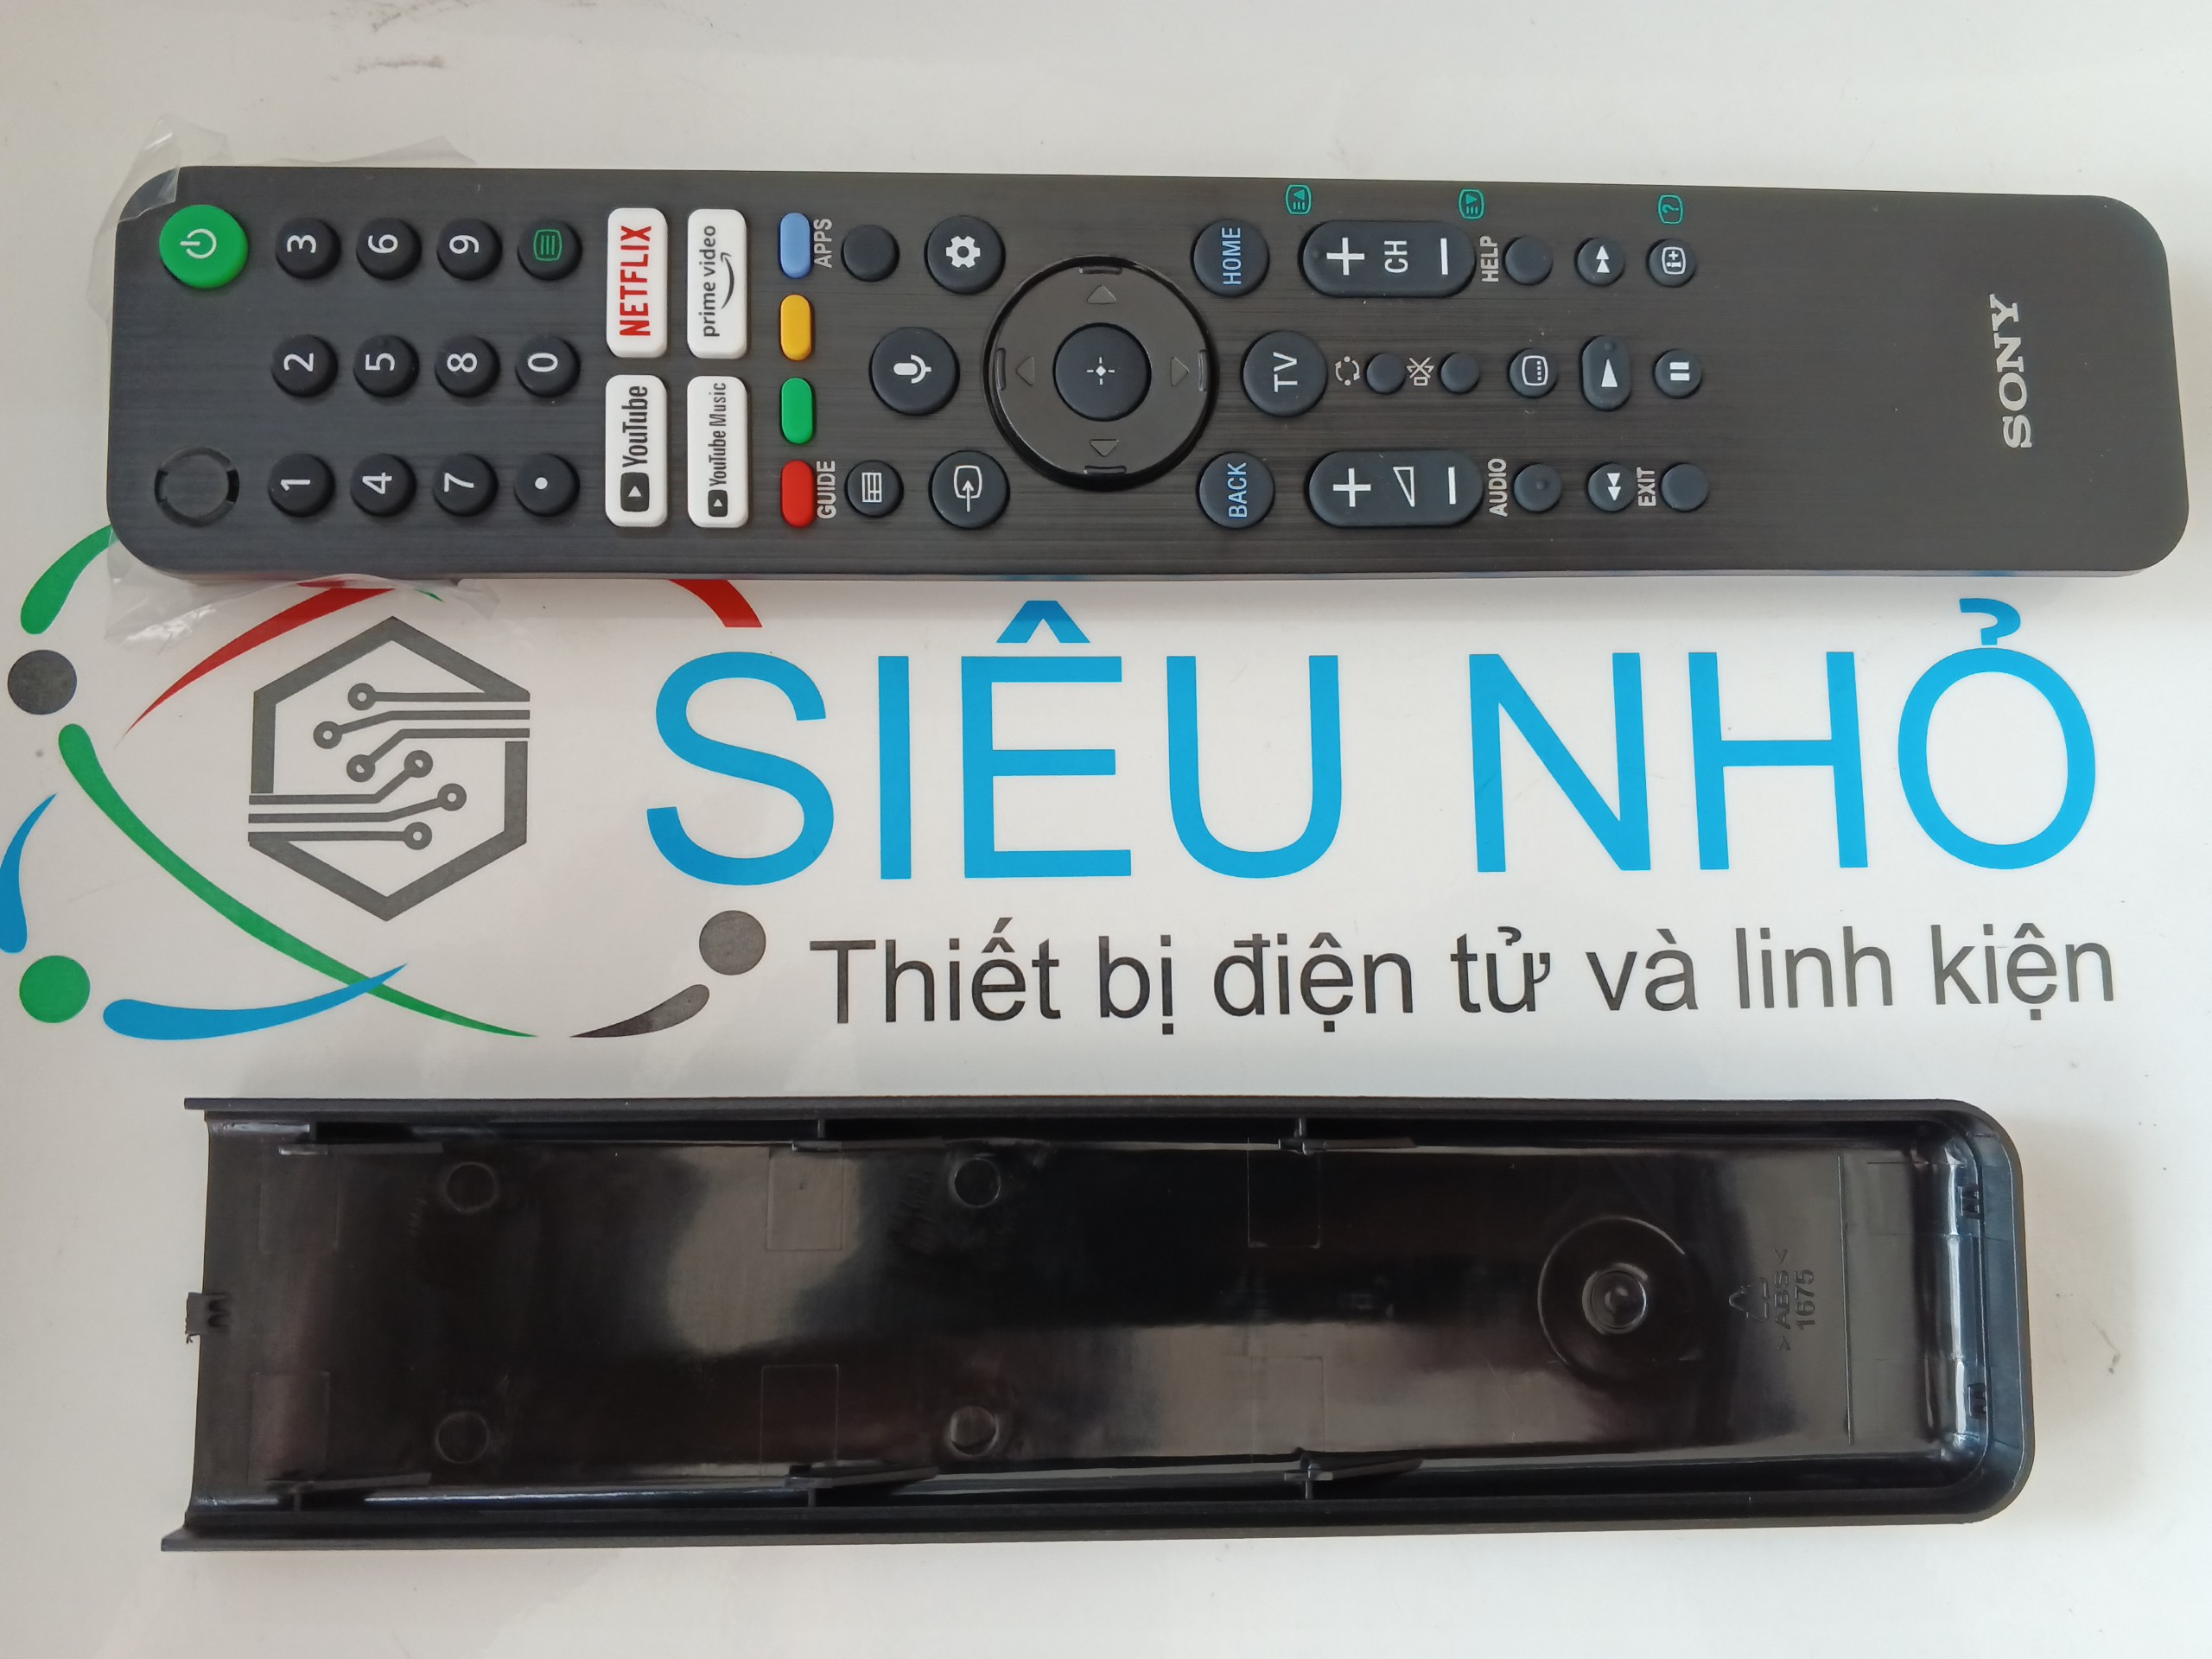 1 2 3
4 5 6
7 8 9
• 0
YouTube NETFLIX
YouTube Music prime video
GUIDE APPS
BACK TV HOME
+ + CH
− −
AUDIO HELP
EXIT
SONY
SIÊU NHỎ
Thiết bị điện tử và linh kiện
>ABS<
1675